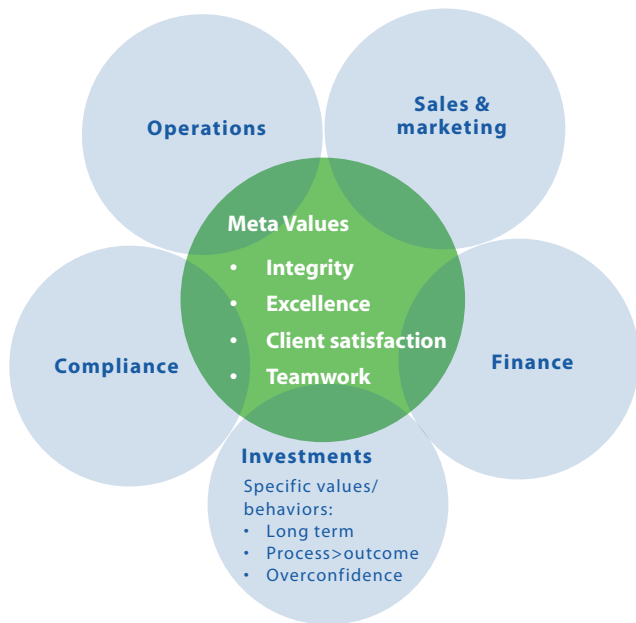 Operations
Sales &
marketing
Meta Values
• Integrity
• Excellence
• Client satisfaction
• Teamwork
Compliance
Finance
Investments
Specific values/
behaviors:
• Long term
• Process>outcome
• Overconfidence